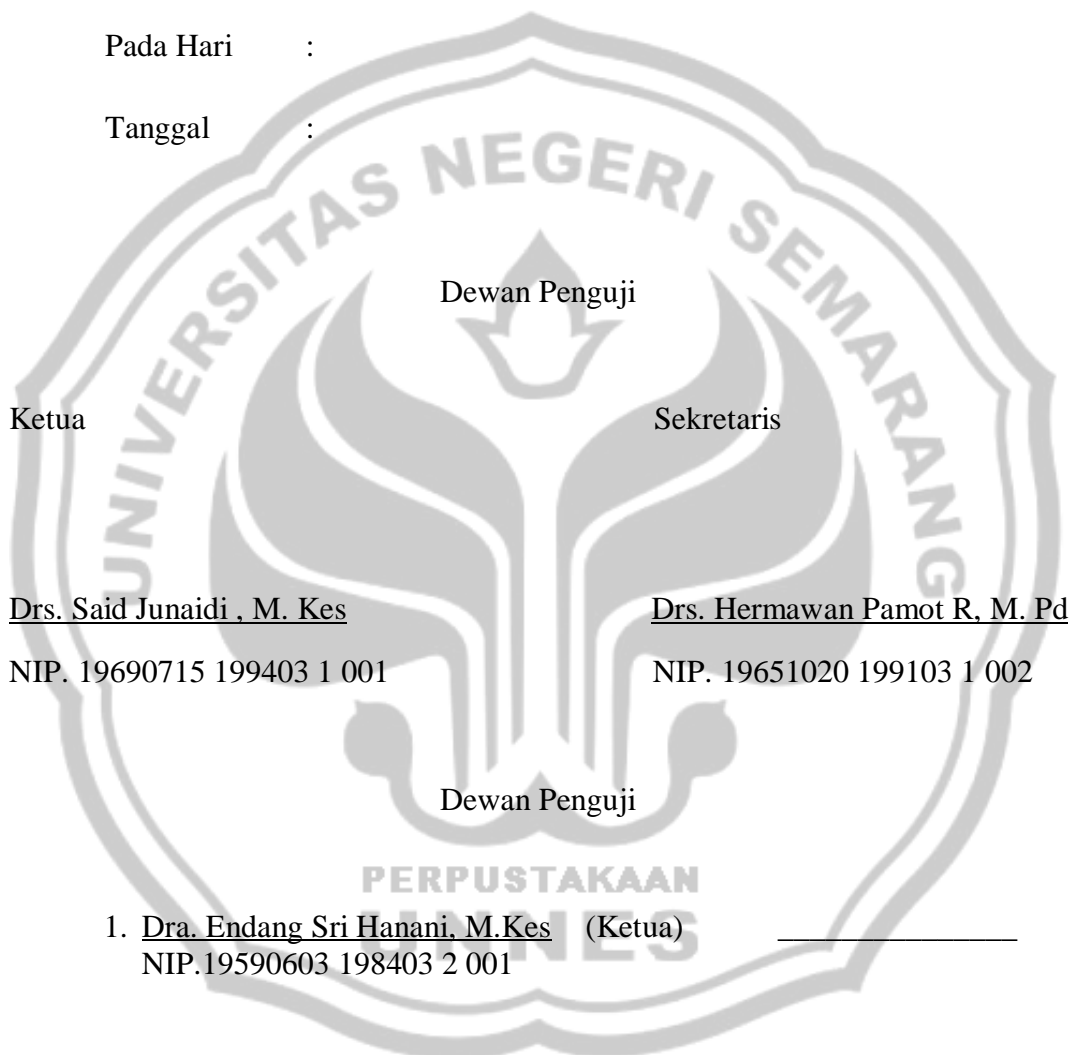 Pada Hari :
Tanggal :
UNIVERSITAS NEGERI SEMARANG
Dewan Penguji
Ketua Sekretaris
Drs. Said Junaidi , M. Kes Drs. Hermawan Pamot R, M. Pd
NIP. 19690715 199403 1 001 NIP. 19651020 199103 1 002
Dewan Penguji
PERPUSTAKAAN
UNNES
1. Dra. Endang Sri Hanani, M.Kes (Ketua) _______________
NIP.19590603 198403 2 001